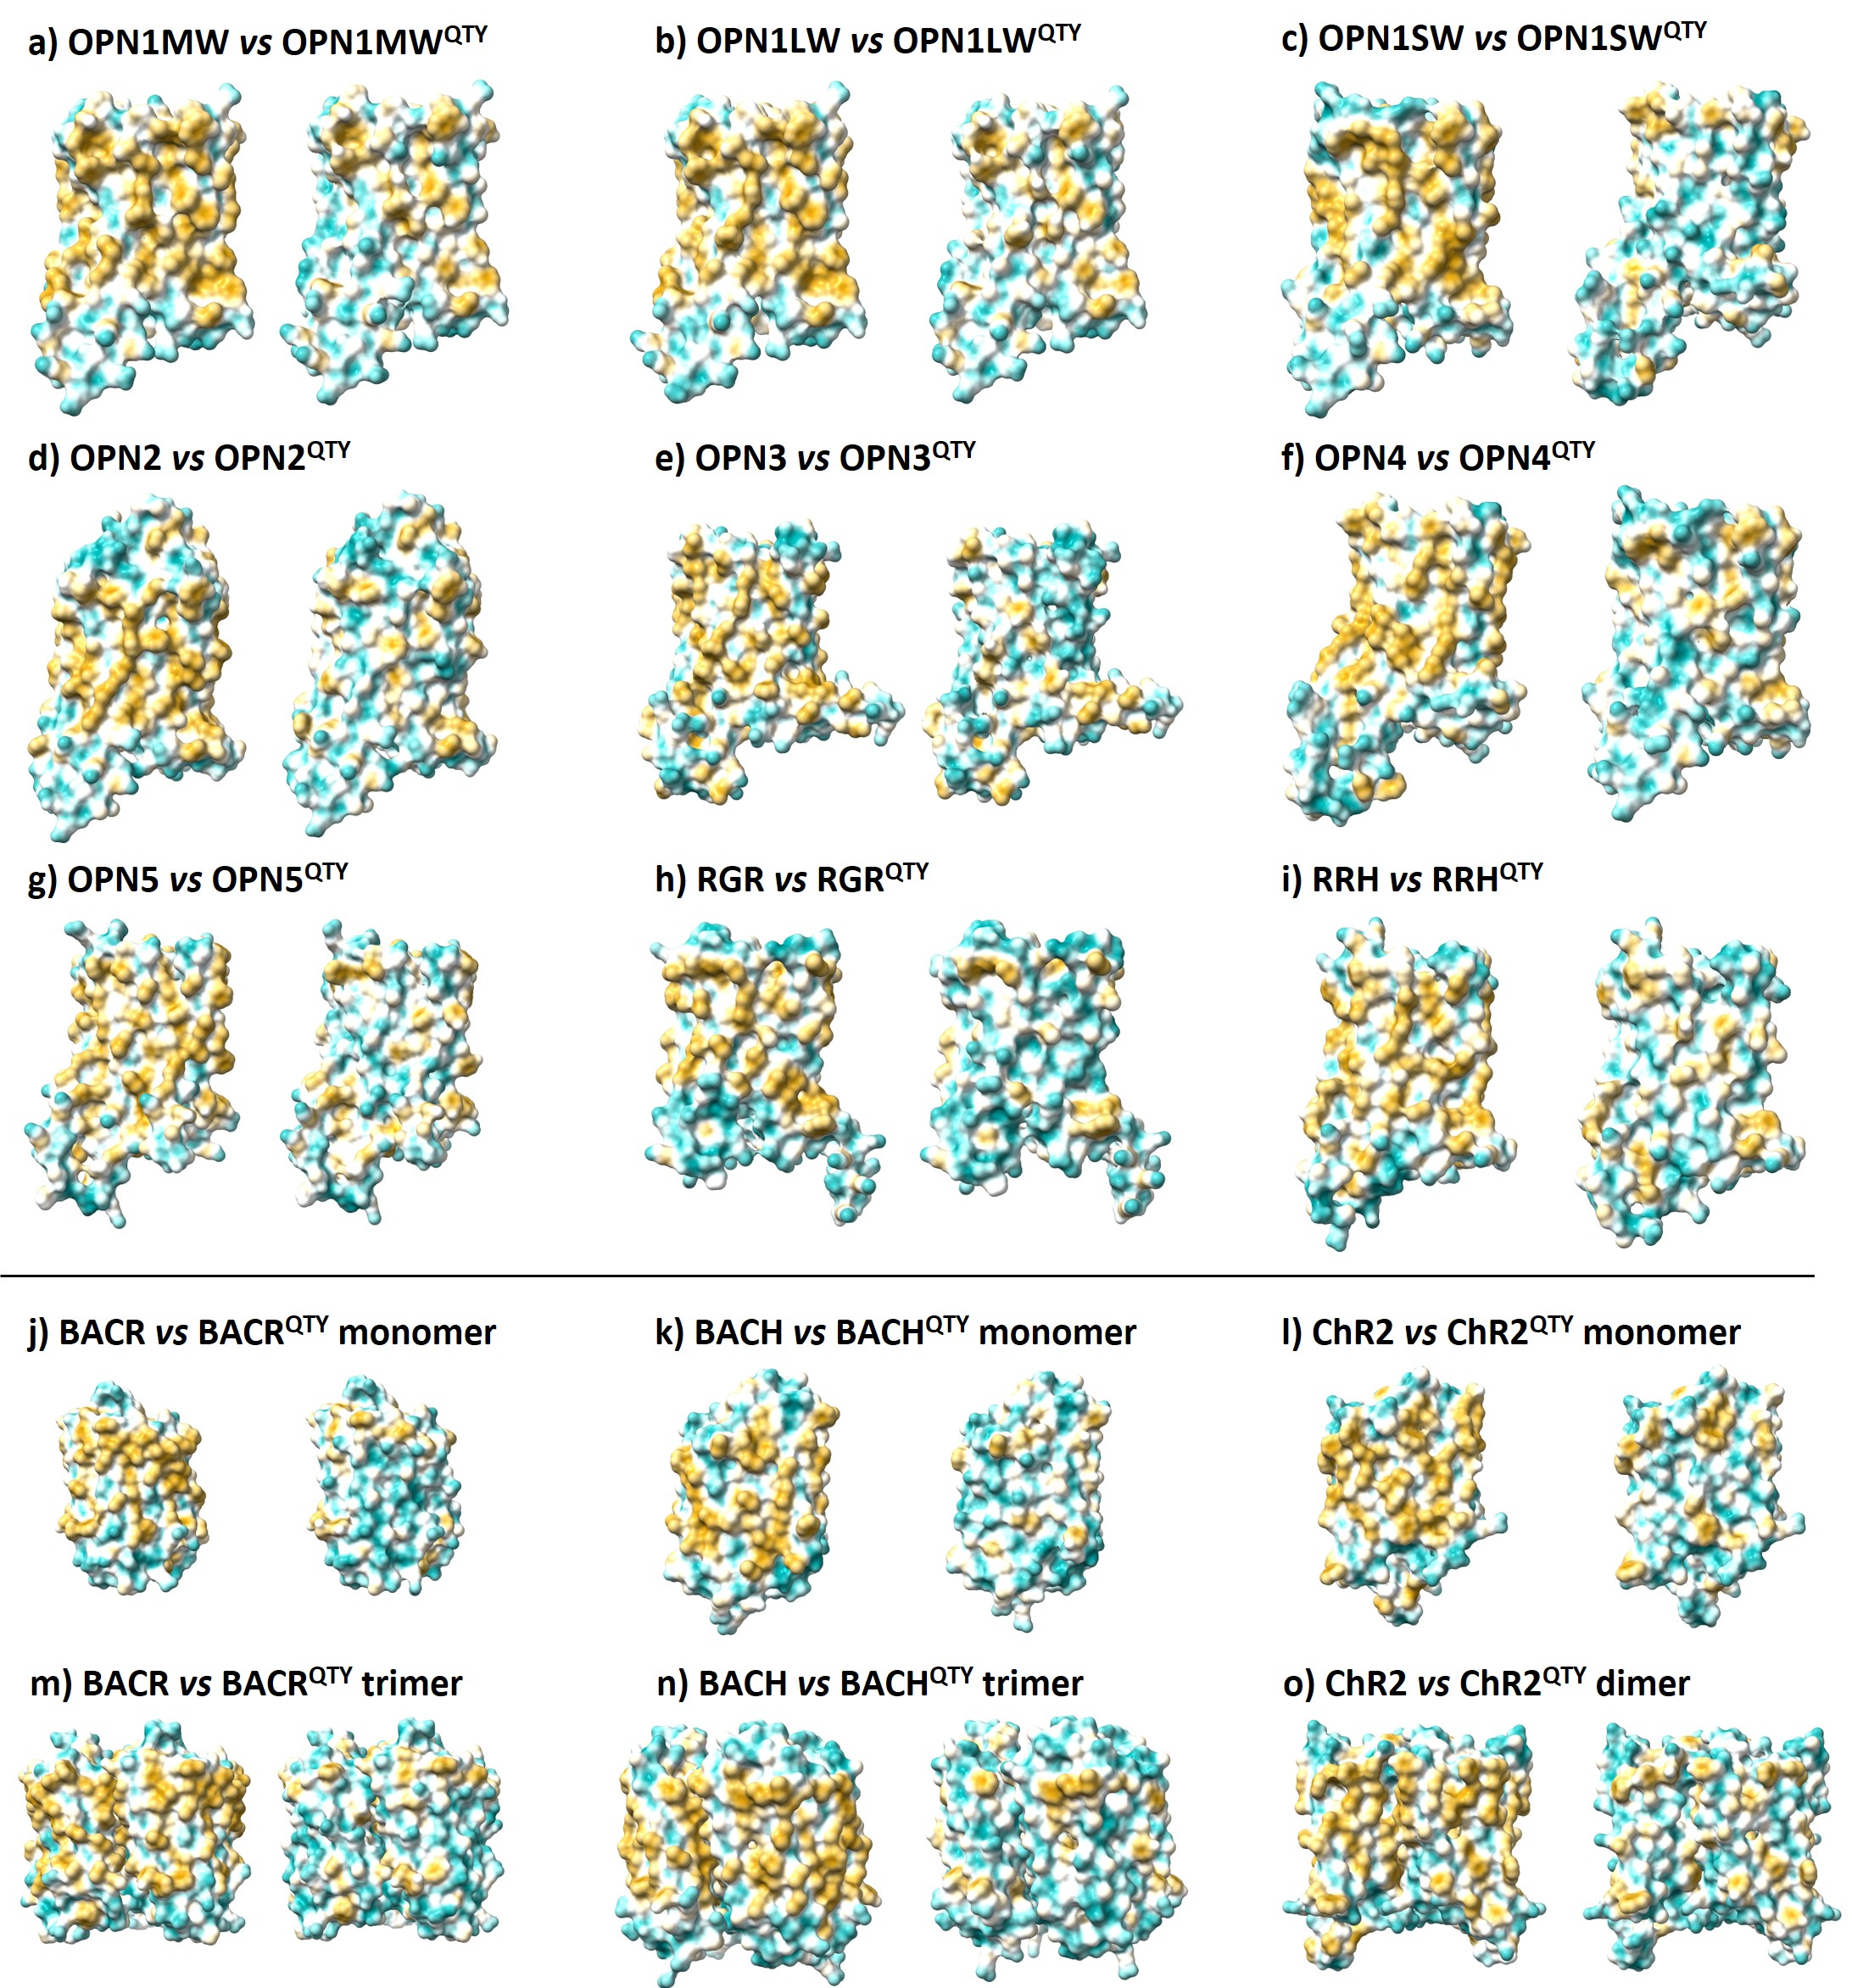 a) OPN1MW vs OPN1MWQTY
b) OPN1LW vs OPN1LWQTY
c) OPN1SW vs OPN1SWQTY
d) OPN2 vs OPN2QTY
e) OPN3 vs OPN3QTY
f) OPN4 vs OPN4QTY
g) OPN5 vs OPN5QTY
h) RGR vs RGRQTY
i) RRH vs RRHQTY
j) BACR vs BACRQTY monomer
k) BACH vs BACHQTY monomer
l) ChR2 vs ChR2QTY monomer
m) BACR vs BACRQTY trimer
n) BACH vs BACHQTY trimer
o) ChR2 vs ChR2QTY dimer